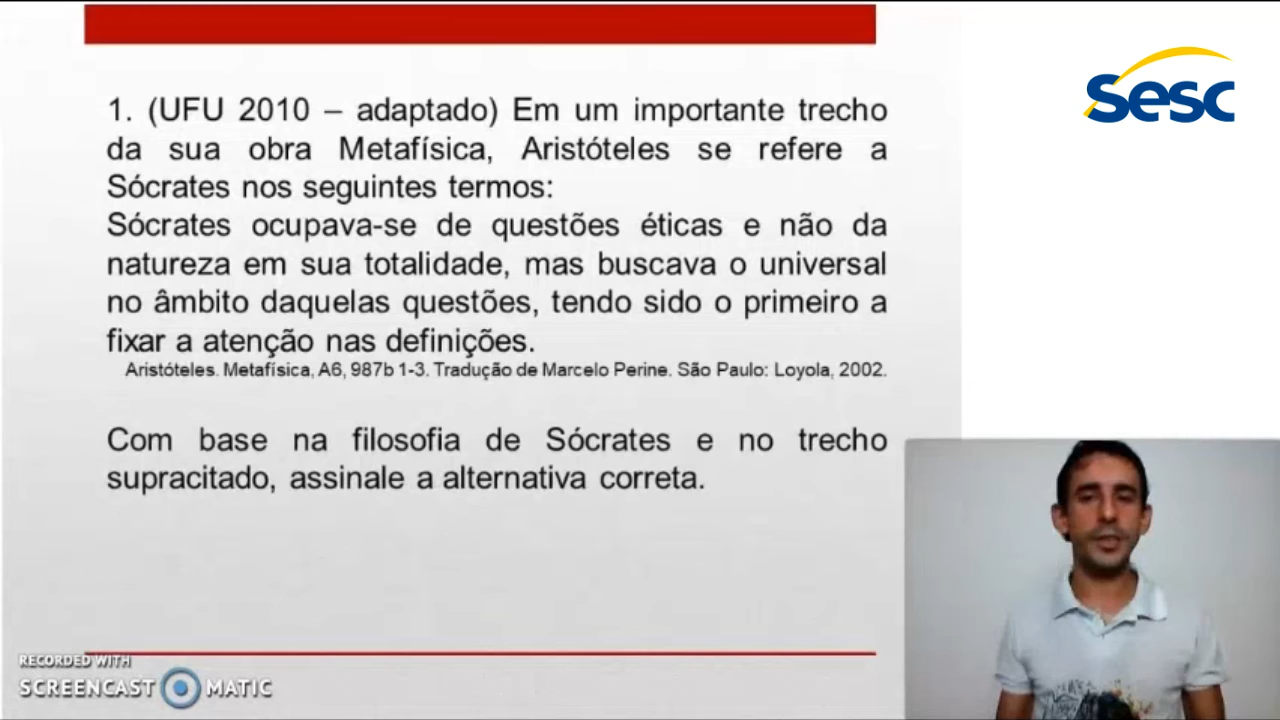 Sesc
1. (UFU 2010 – adaptado) Em um importante trecho
da sua obra Metafísica, Aristóteles se refere a
Sócrates nos seguintes termos:
Sócrates ocupava-se de questões éticas e não da
natureza em sua totalidade, mas buscava o universal
no âmbito daquelas questões, tendo sido o primeiro a
fixar a atenção nas definições.
Aristóteles. Metafísica, A6, 987b 1-3. Tradução de Marcelo Perine. São Paulo: Loyola, 2002.
Com base na filosofia de Sócrates e no trecho
supracitado, assinale a alternativa correta.
RECORDED WITH
SCREENCAST MATIC